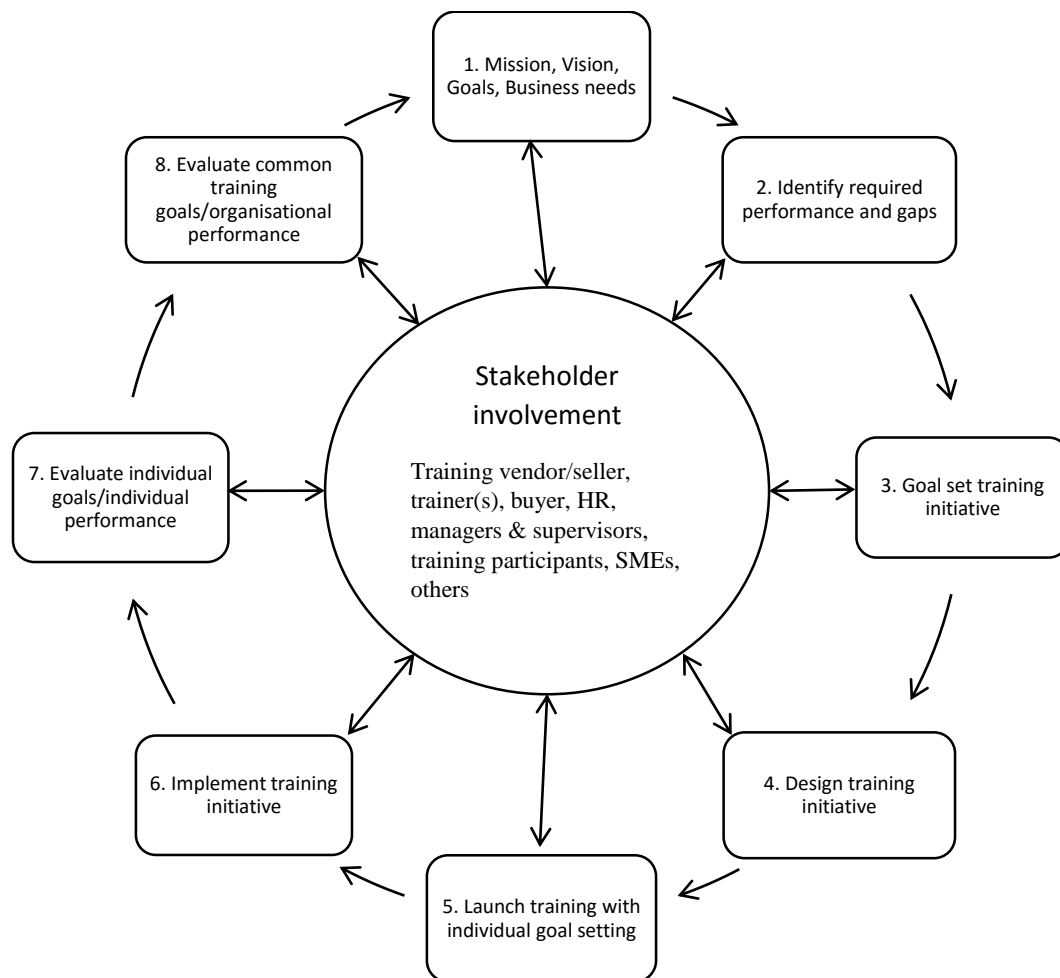 1. Mission, Vision,
Goals, Business needs
2. Identify required
performance and gaps
3. Goal set training
initiative
4. Design training
initiative
5. Launch training with
individual goal setting
6. Implement training
initiative
7. Evaluate individual
goals/individual
performance
8. Evaluate common
training
goals/organisational
performance
Stakeholder
involvement
Training vendor/seller,
trainer(s), buyer, HR,
managers & supervisors,
training participants, SMEs,
others